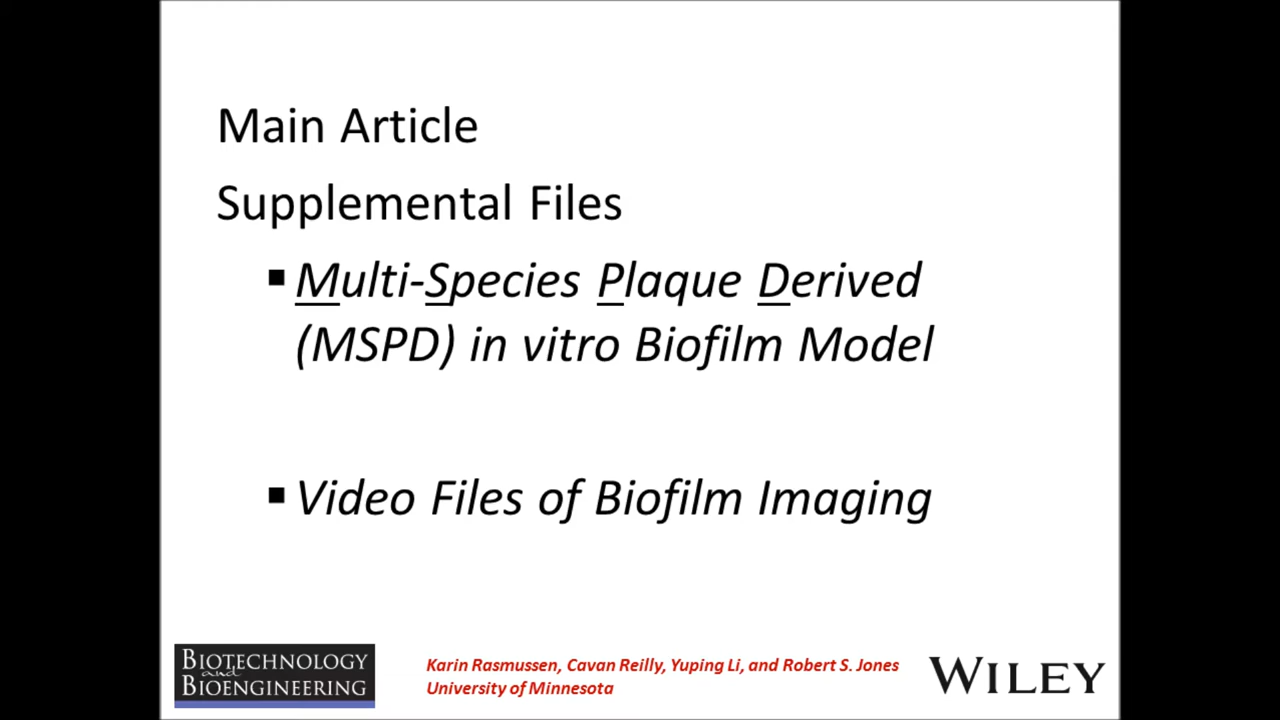 Main Article
Supplemental Files
▪ Multi-Species Plaque Derived
(MSPD) in vitro Biofilm Model
▪ Video Files of Biofilm Imaging
BIOTECHNOLOGY
and
BIOENGINEERING
Karin Rasmussen, Cavan Reilly, Yuping Li, and Robert S. Jones
University of Minnesota
WILEY